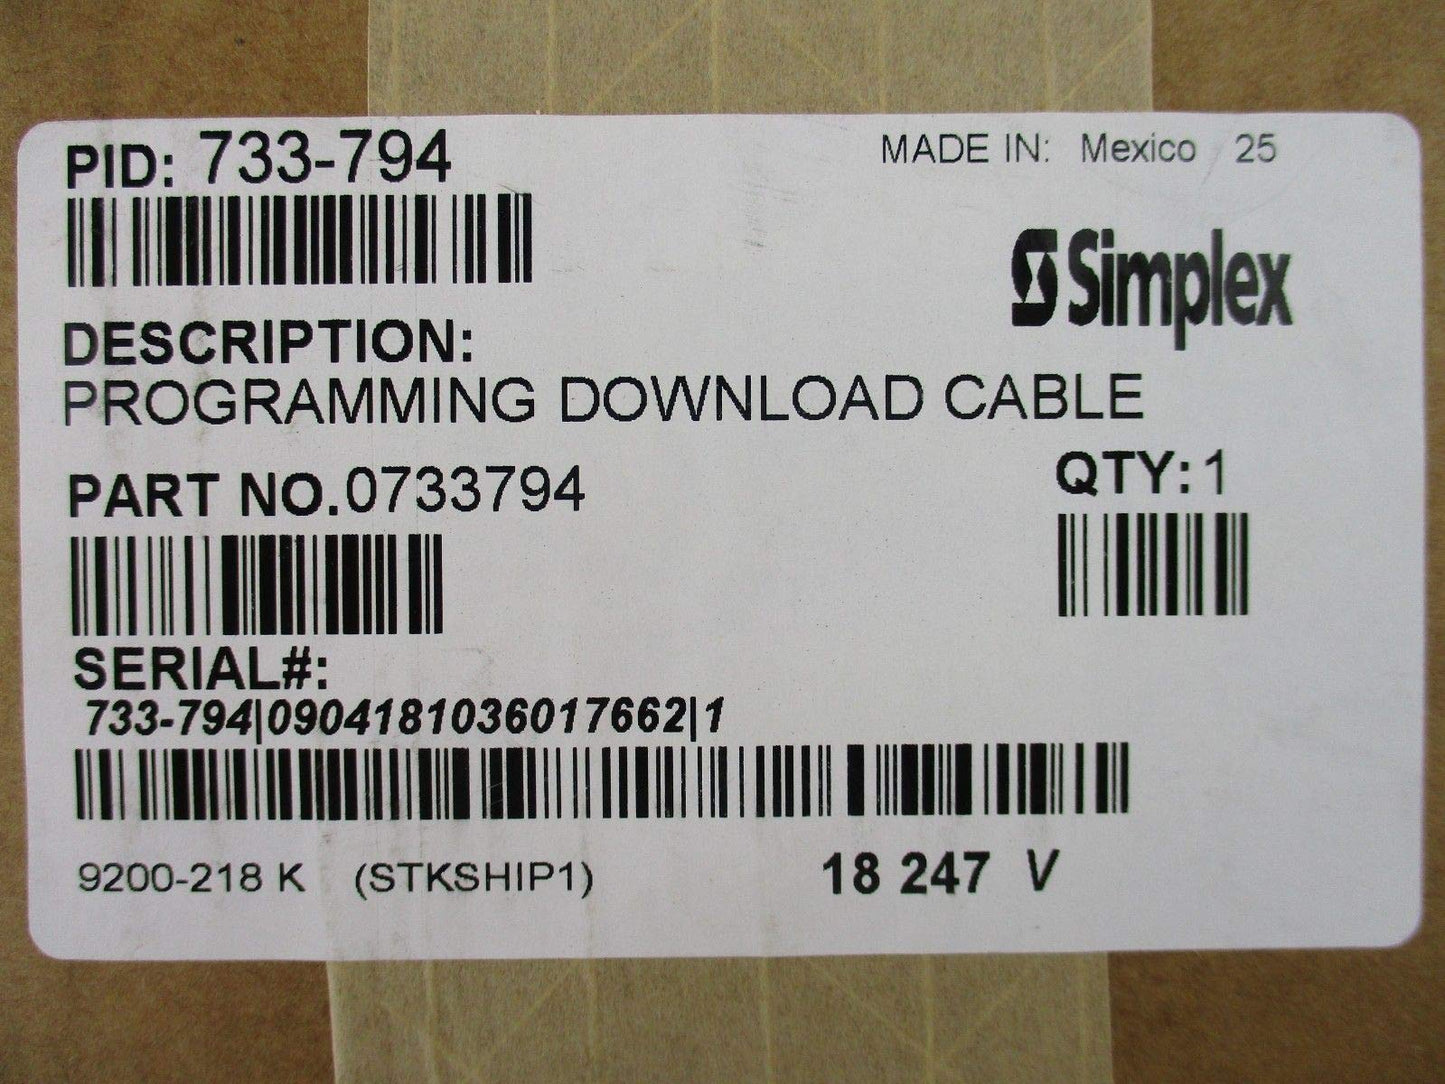 PID: 733-794
MADE IN: Mexico 25
Simplex
DESCRIPTION:
PROGRAMMING DOWNLOAD CABLE
PART NO.0733794
QTY: 1
SERIAL#:
733-794|0904181036017662|1
9200-218 K (STKSHIP1)
18 247 V